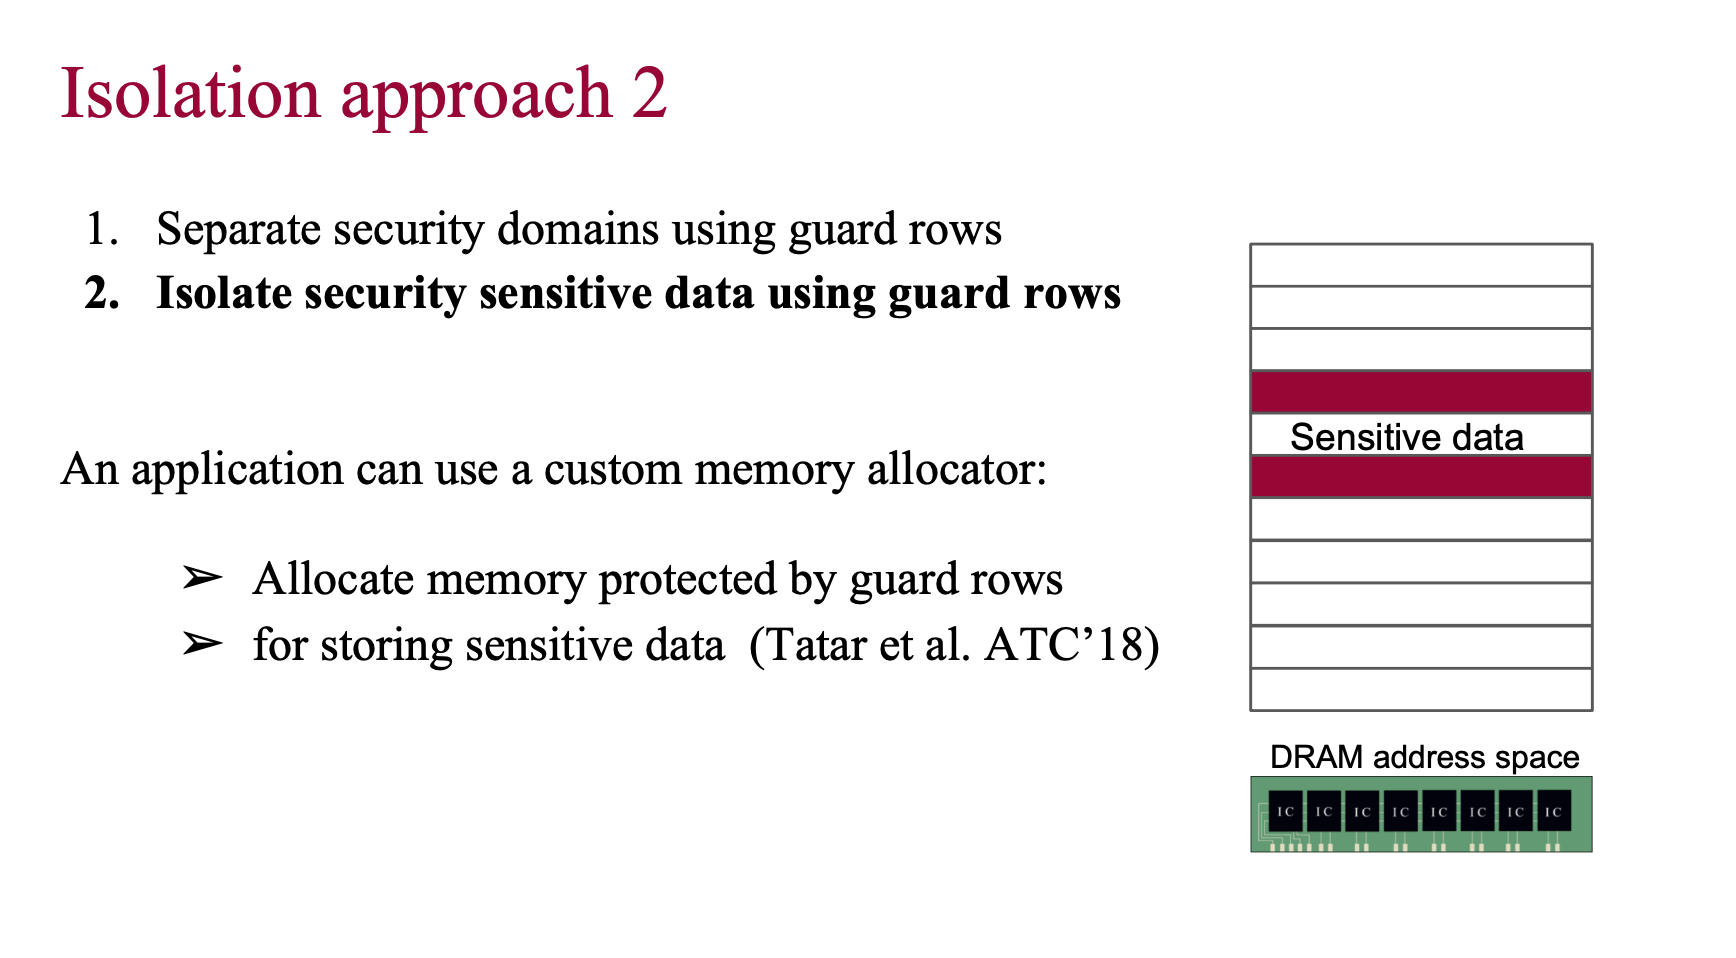 Isolation approach 2
1. Separate security domains using guard rows
2. Isolate security sensitive data using guard rows
An application can use a custom memory allocator:
➢ Allocate memory protected by guard rows
➢ for storing sensitive data (Tatar et al. ATC’18)
Sensitive data
DRAM address space
IC IC IC IC IC IC IC IC